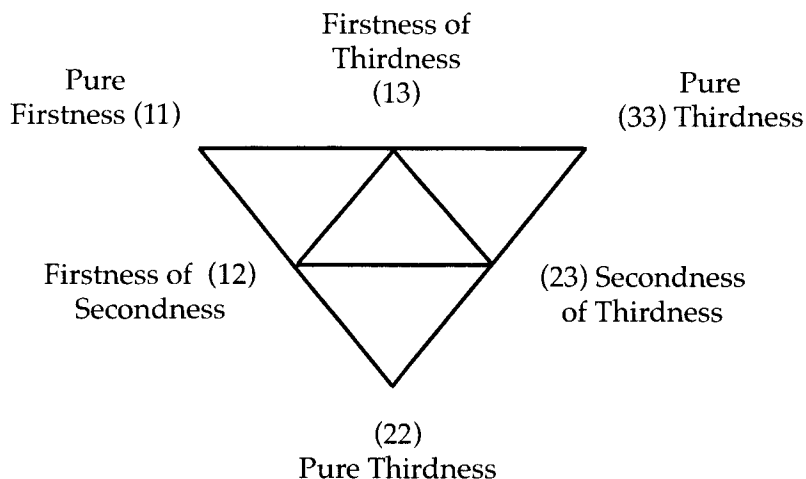 Firstness of
Thirdness
(13)
Pure
Firstness (11)
Pure
(33) Thirdness
Firstness of (12)
Secondness
(23) Secondness
of Thirdness
(22)
Pure Thirdness